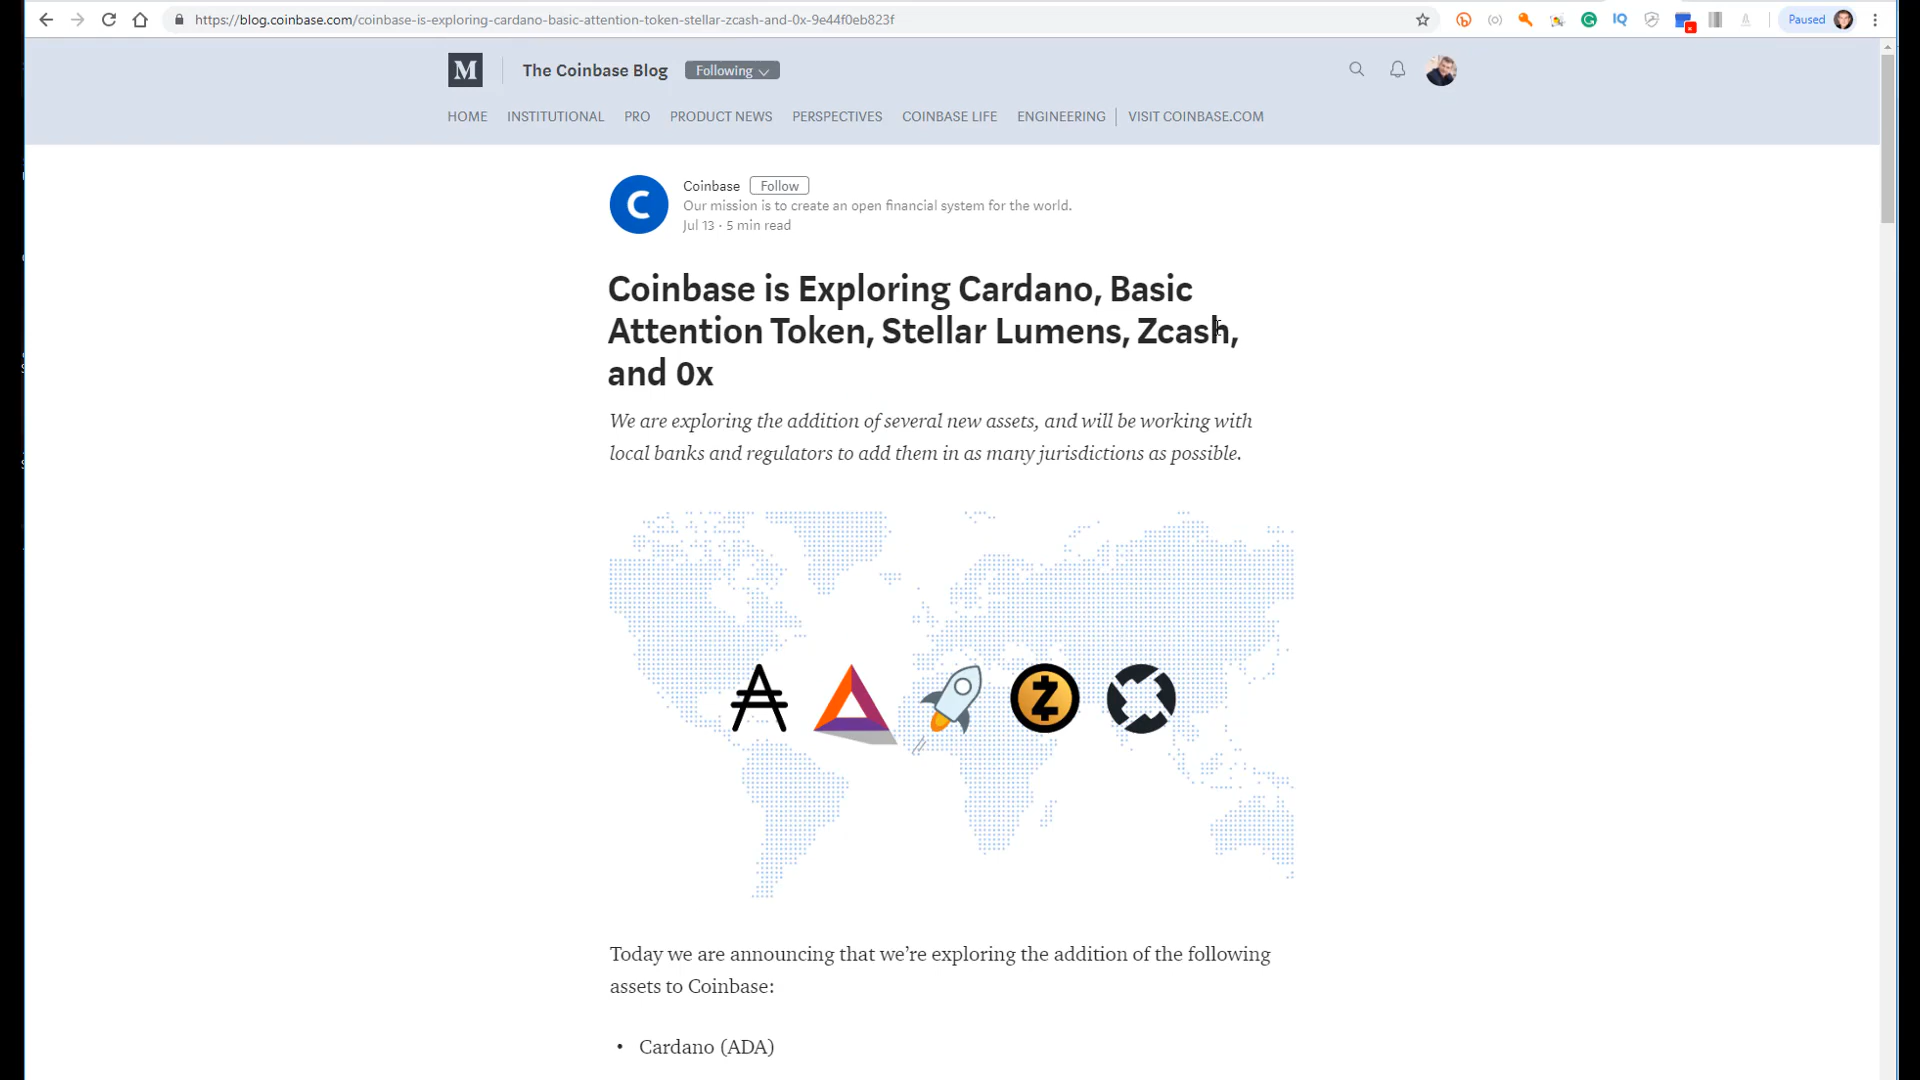 https://blog.coinbase.com/coinbase-is-exploring-cardano-basic-attention-token-stellar-zcash-and-0x-9e44f0eb823f
IQ
Paused
M
The Coinbase Blog
Following
HOME INSTITUTIONAL PRO PRODUCT NEWS PERSPECTIVES COINBASE LIFE ENGINEERING VISIT COINBASE.COM
C
Coinbase Follow
Our mission is to create an open financial system for the world.
Jul 13 · 5 min read
Coinbase is Exploring Cardano, Basic
Attention Token, Stellar Lumens, Zcash,
and 0x
We are exploring the addition of several new assets, and will be working with
local banks and regulators to add them in as many jurisdictions as possible.
Today we are announcing that we’re exploring the addition of the following
assets to Coinbase:
• Cardano (ADA)